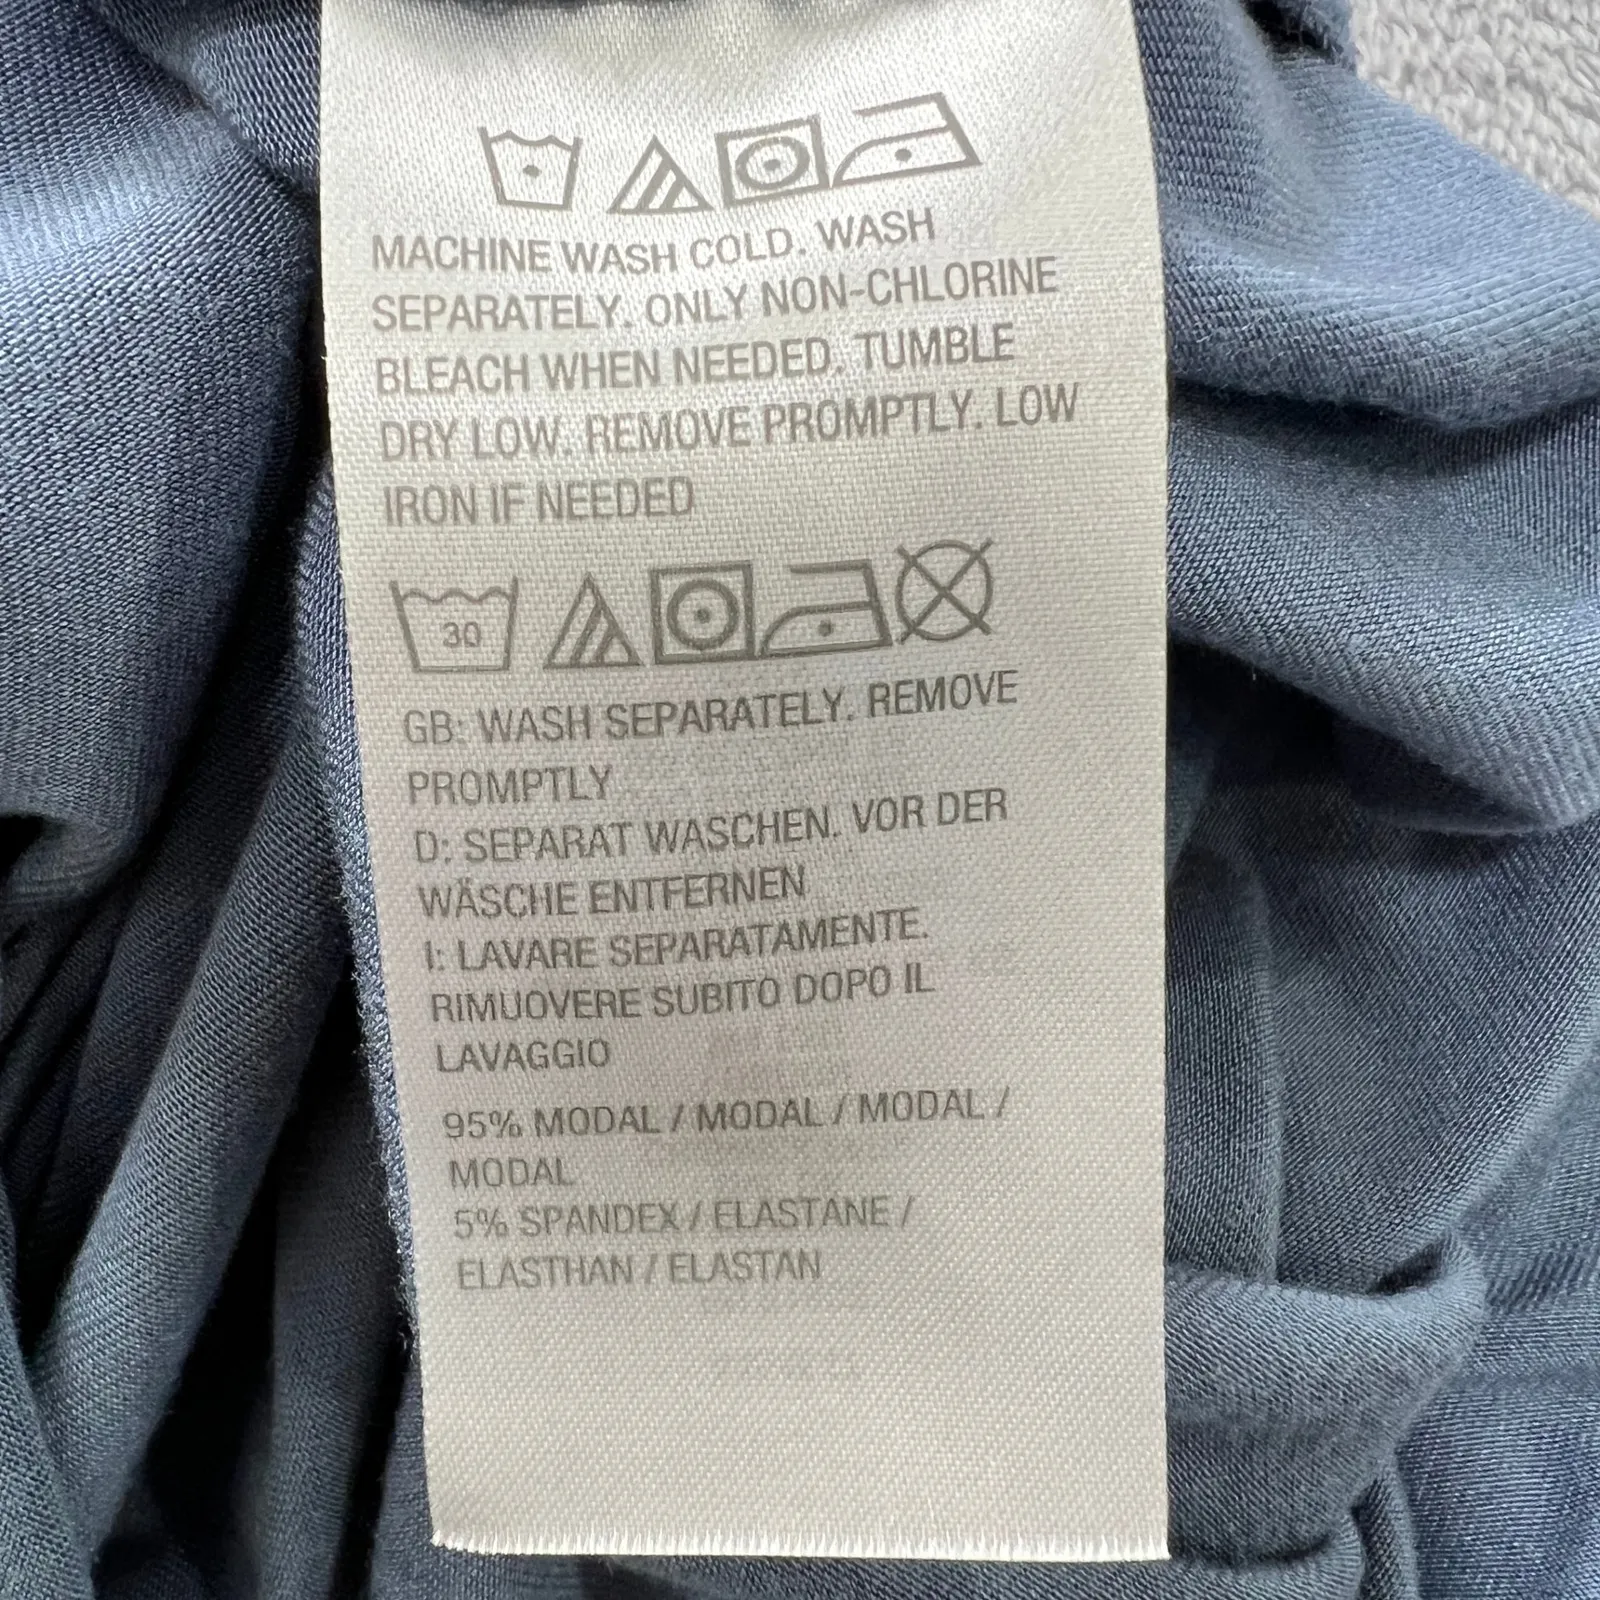 MACHINE WASH COLD. WASH
SEPARATELY. ONLY NON-CHLORINE
BLEACH WHEN NEEDED. TUMBLE
DRY LOW. REMOVE PROMPTLY. LOW
IRON IF NEEDED
30
GB: WASH SEPARATELY. REMOVE
PROMPTLY
D: SEPARAT WASCHEN. VOR DER
WÄSCHE ENTFERNEN
I: LAVARE SEPARATAMENTE.
RIMUOVERE SUBITO DOPO IL
LAVAGGIO
95% MODAL / MODAL / MODAL /
MODAL
5% SPANDEX / ELASTANE /
ELASTHAN / ELASTAN